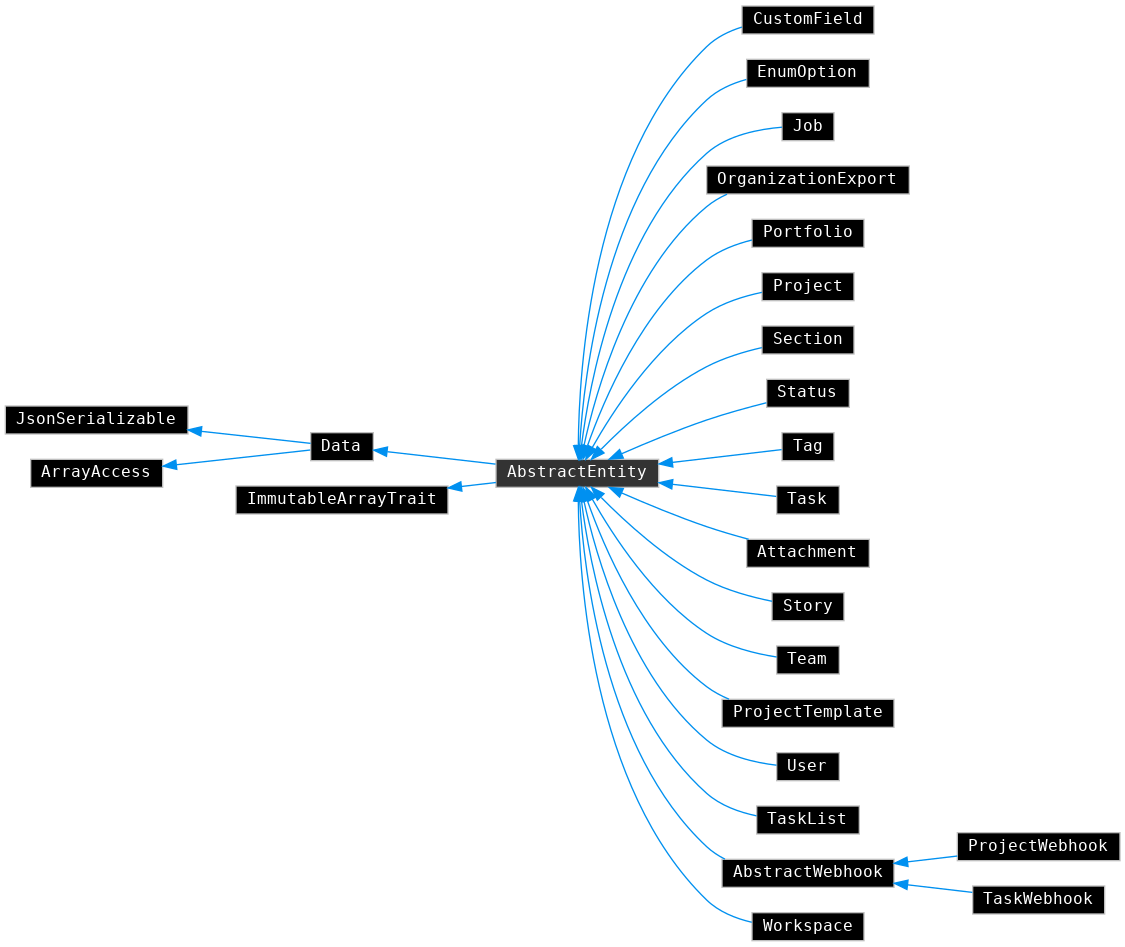 CustomField
EnumOption
Job
OrganizationExport
Portfolio
Project
Section
Status
JsonSerializable
Data
Tag
ArrayAccess
AbstractEntity
ImmutableArrayTrait
Task
Attachment
Story
Team
ProjectTemplate
User
TaskList
ProjectWebhook
AbstractWebhook
TaskWebhook
Workspace